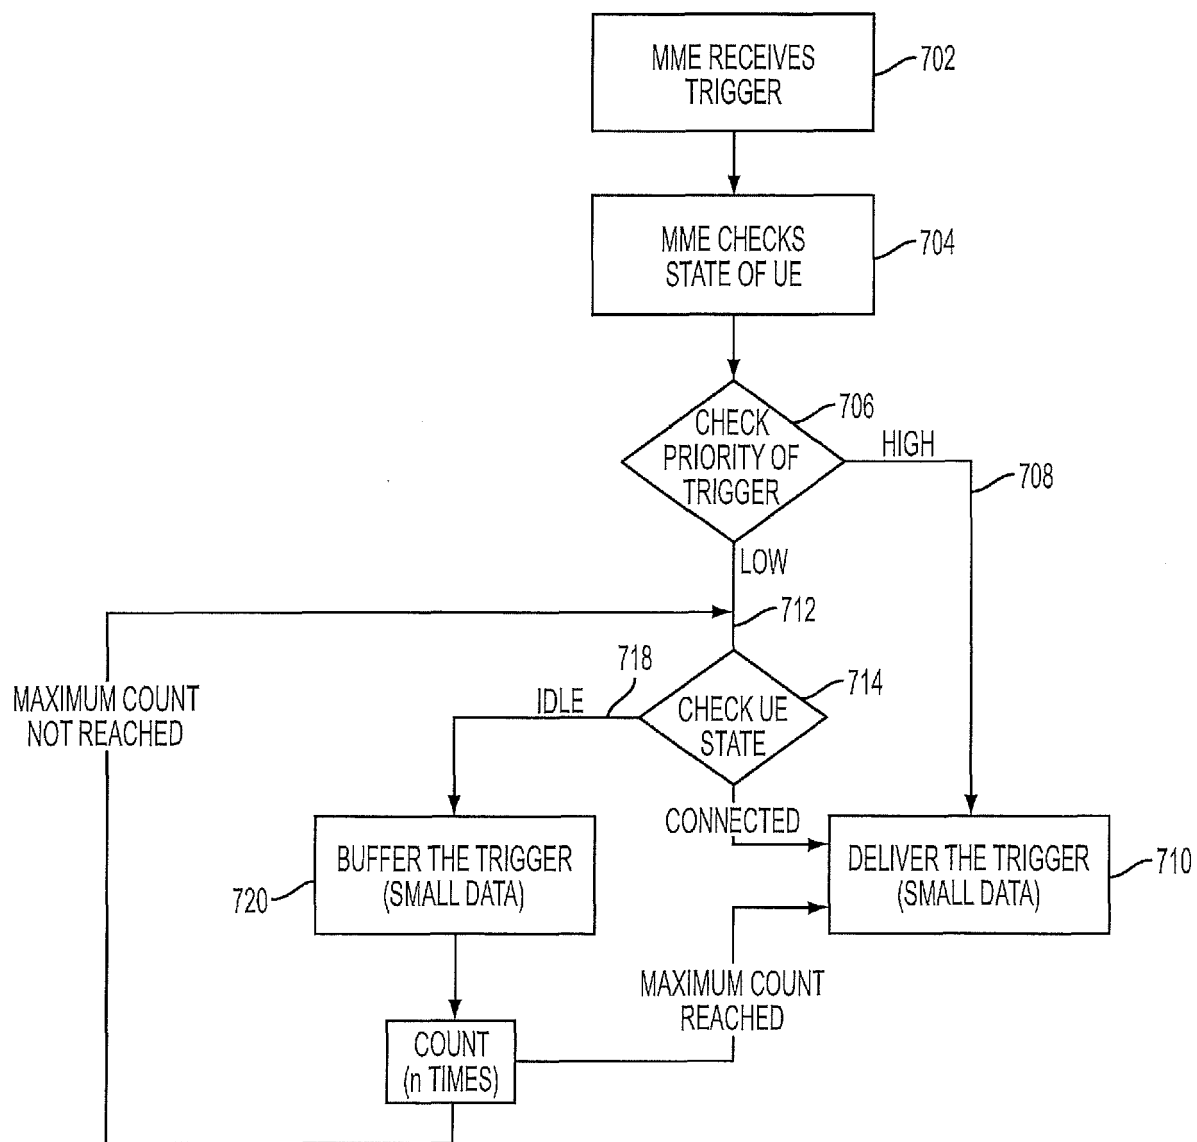 MME RECEIVES
TRIGGER
702
MME CHECKS
STATE OF UE
704
CHECK
PRIORITY OF
TRIGGER
706
HIGH
708
LOW
712
718
IDLE
CHECK UE
STATE
714
MAXIMUM COUNT
NOT REACHED
CONNECTED
BUFFER THE TRIGGER
(SMALL DATA)
720
DELIVER THE TRIGGER
(SMALL DATA)
710
MAXIMUM COUNT
REACHED
COUNT
(n TIMES)